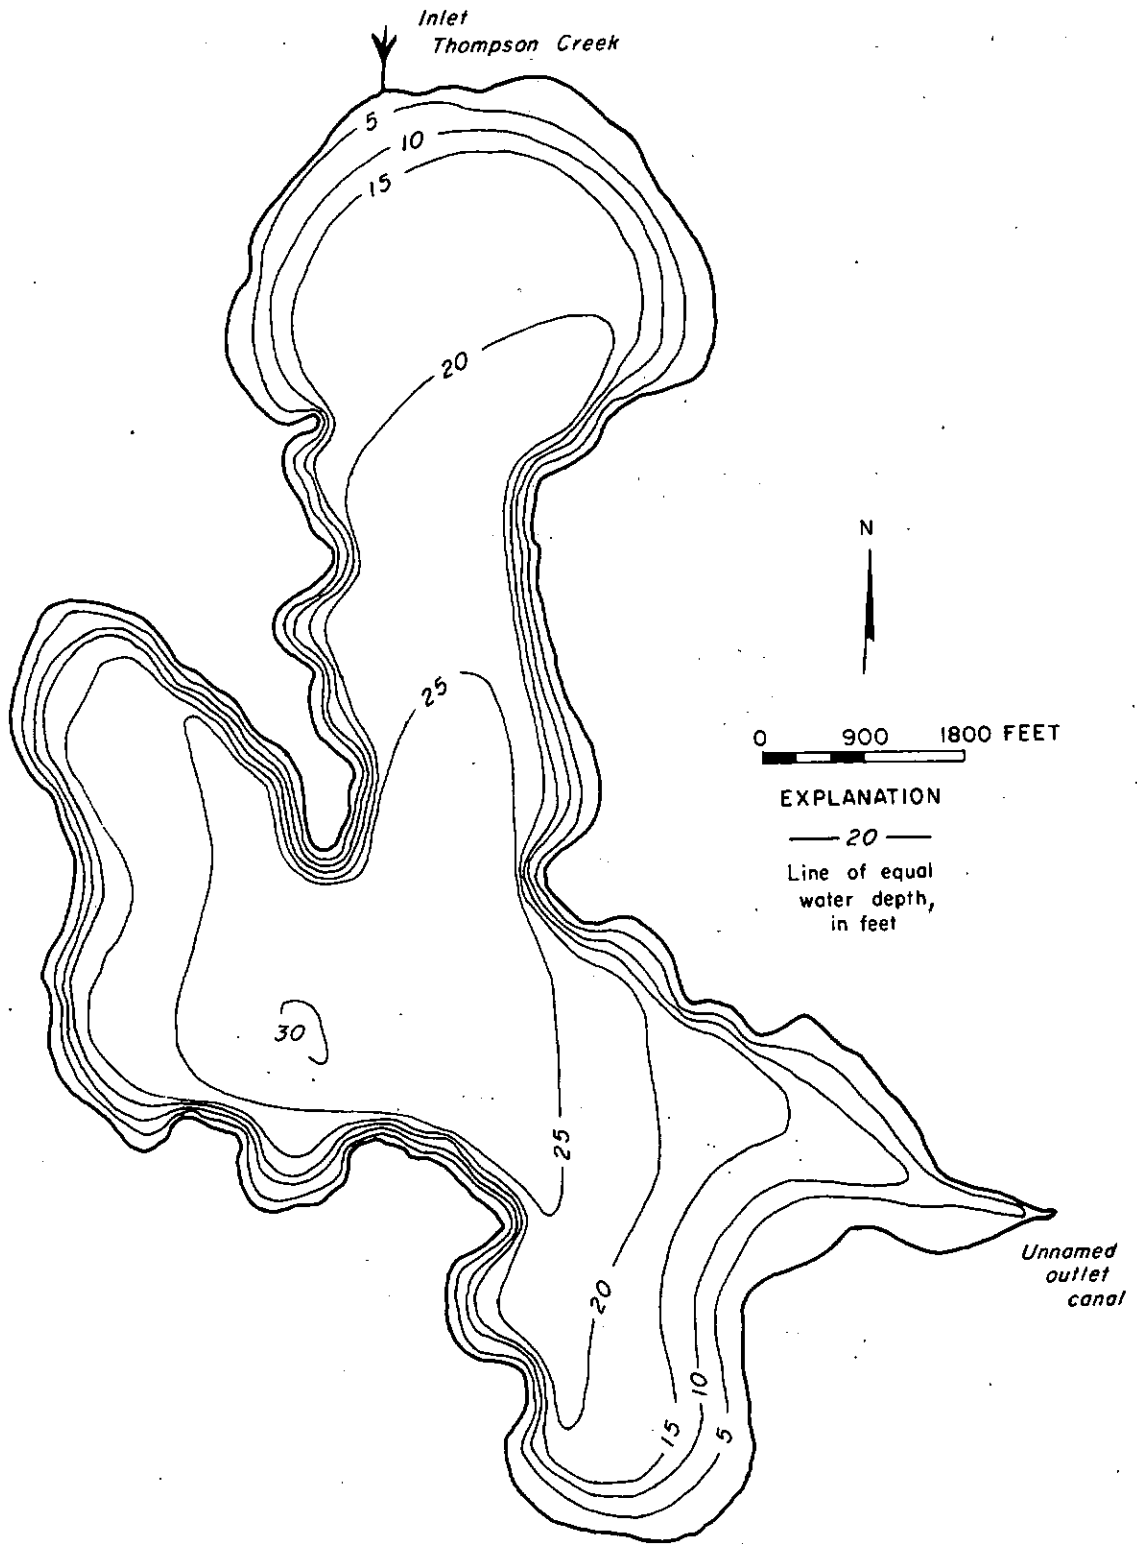 Inlet
Thompson Creek
5
10
15
20
N
25
0 900 1800 FEET
EXPLANATION
20
Line of equal
water depth,
in feet
30
25
Unnamed
outlet
canal
20
10
15
5